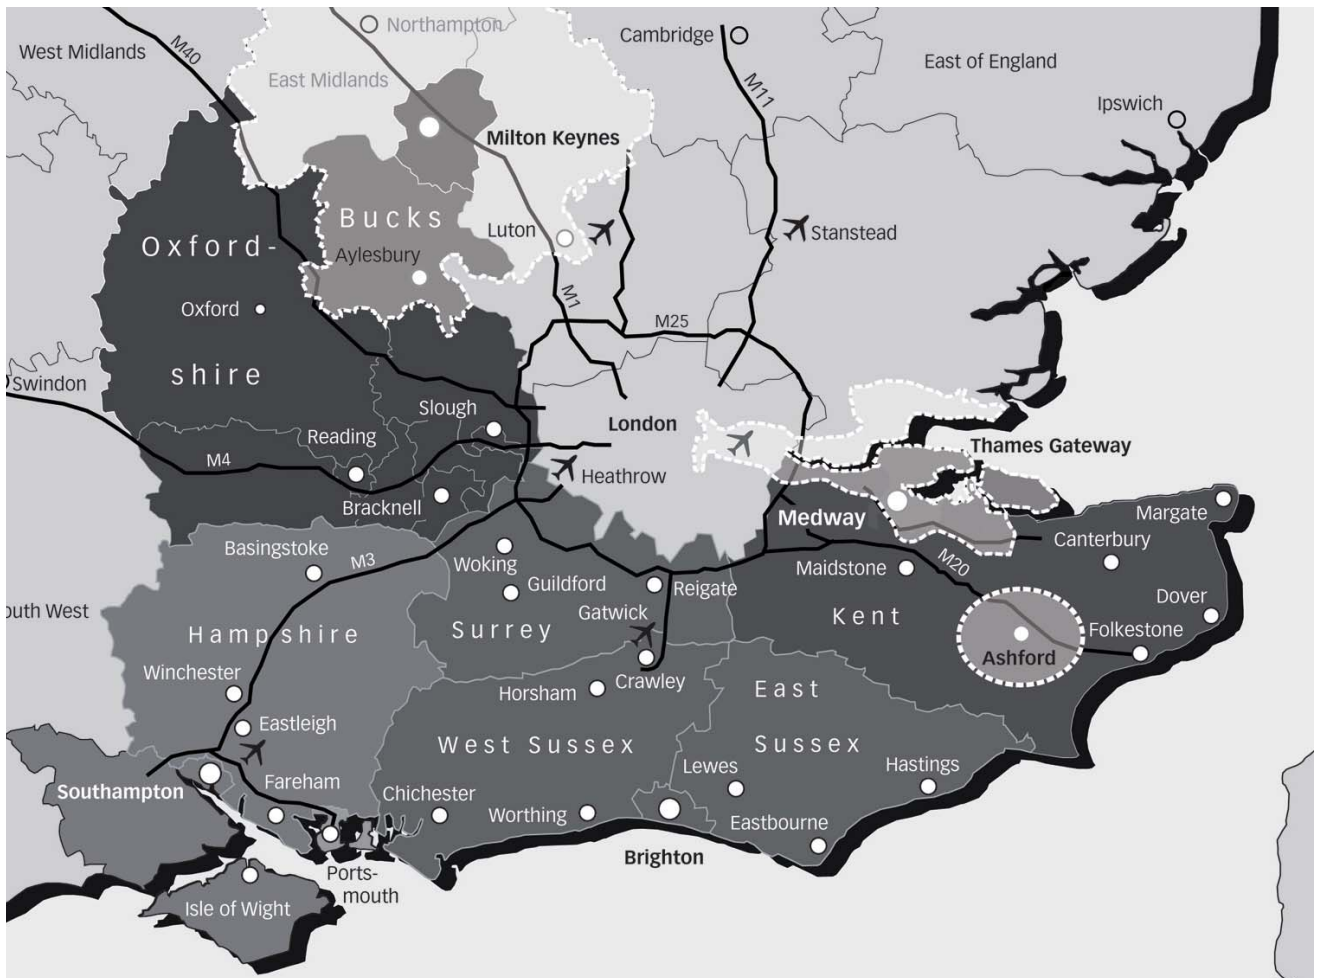 Northampton
Cambridge
West Midlands
M40
East of England
East Midlands
M11
Ipswich
Milton Keynes
Bucks
Luton
Stanstead
Oxford-
Aylesbury
Oxford
M1
M25
shire
Swindon
Slough
London
Reading
Thames Gateway
M4
Heathrow
Bracknell
Medway
Margate
Basingstoke
M3
Woking
Canterbury
M20
Maidstone
Guildford
Reigate
Dover
outh West
Gatwick
Kent
Hampshire
Surrey
Folkestone
Ashford
Winchester
Crawley
Horsham
East
Eastleigh
West Sussex
Sussex
Lewes
Hastings
Southampton
Fareham
Chichester
Worthing
Eastbourne
Brighton
Ports-
mouth
Isle of Wight